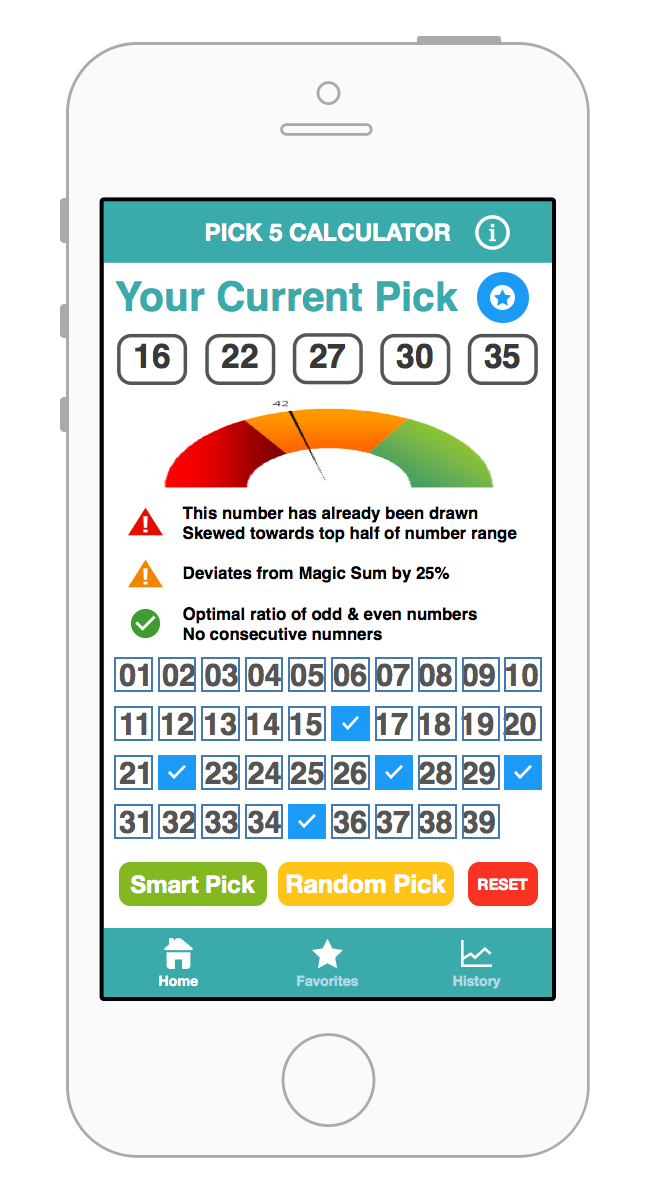 PICK 5 CALCULATOR i
Your Current Pick
16 22 27 30 35
42
! This number has already been drawn
Skewed towards top half of number range
! Deviates from Magic Sum by 25%
Optimal ratio of odd & even numbers
No consecutive numners
01 02 03 04 05 06 07 08 09 10
11 12 13 14 15 17 18 19 20
21 23 24 25 26 28 29
31 32 33 34 36 37 38 39
Smart Pick Random Pick RESET
Home Favorites History